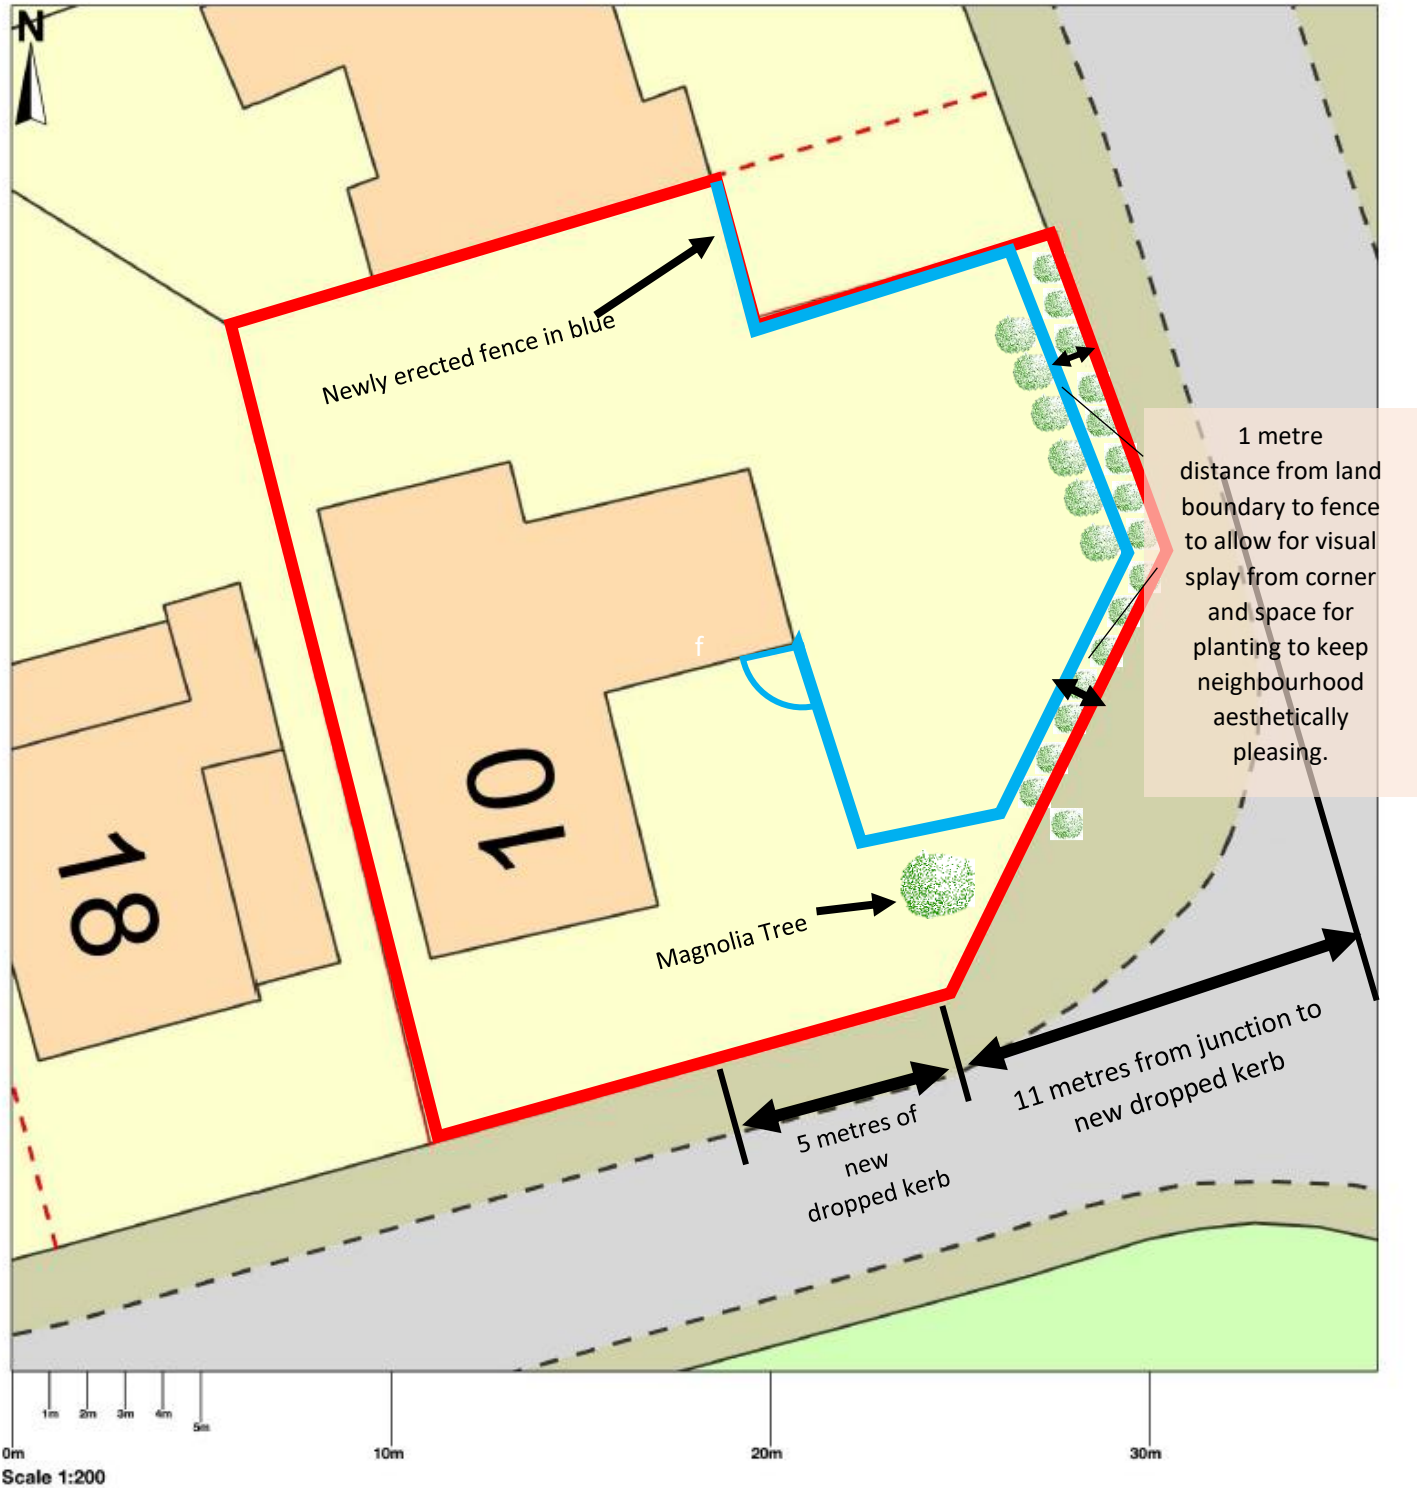 N
Newly erected fence in blue
1 metre
distance from land
boundary to fence
to allow for visual
splay from corner
and space for
planting to keep
neighbourhood
aesthetically
pleasing.
f
10
18
Magnolia Tree
11 metres from junction to
new dropped kerb
5 metres of
new
dropped kerb
1m 2m 3m 4m 5m
0m 10m 20m 30m
Scale 1:200